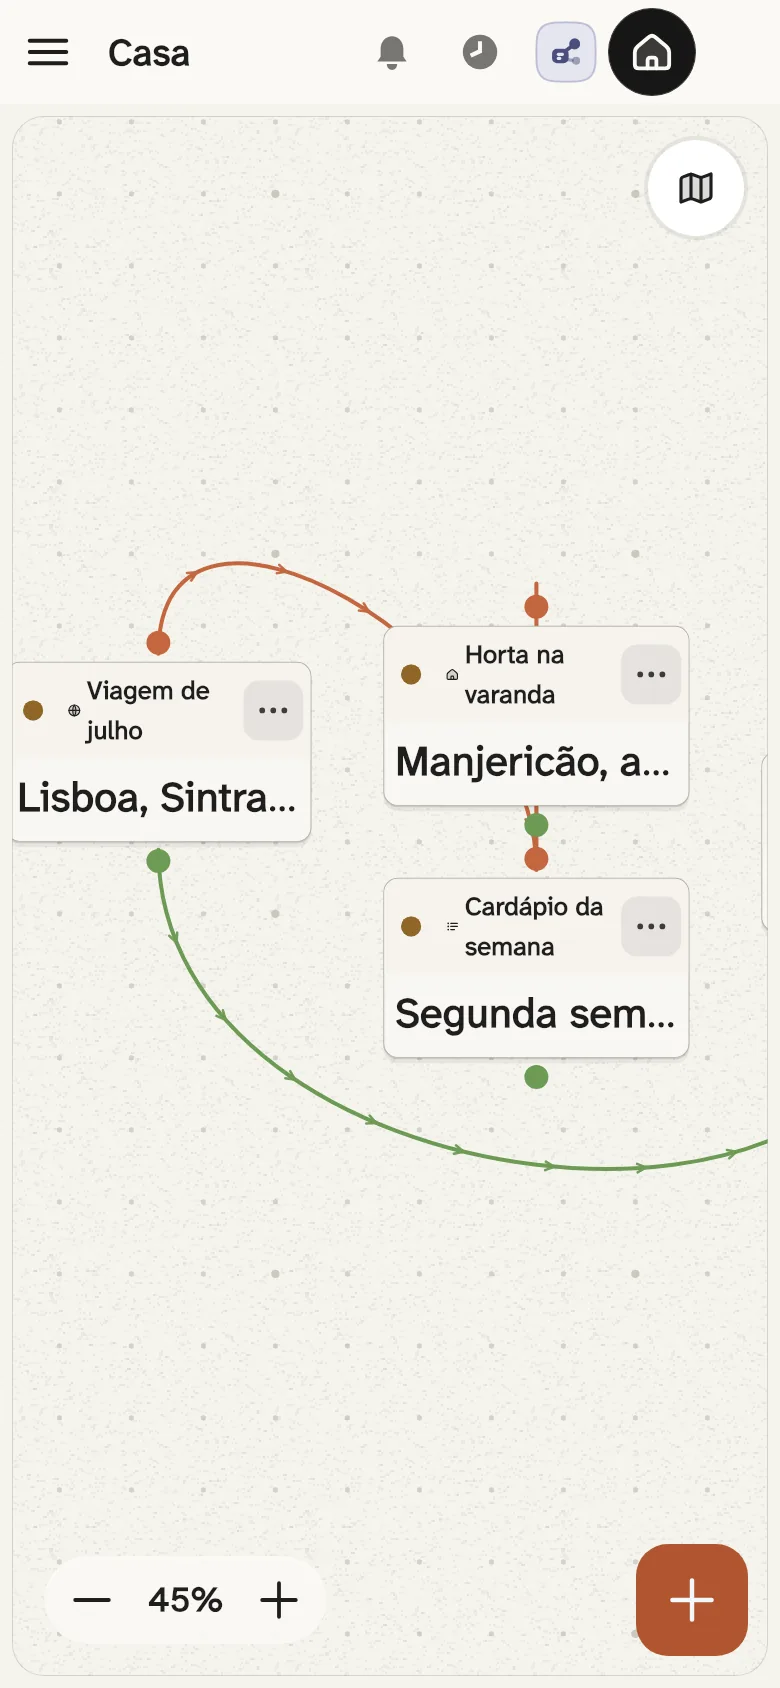 Casa
Viagem de
julho
Lisboa, Sintra...
Horta na
varanda
Manjericão, a...
Cardápio da
semana
Segunda sem...
45%